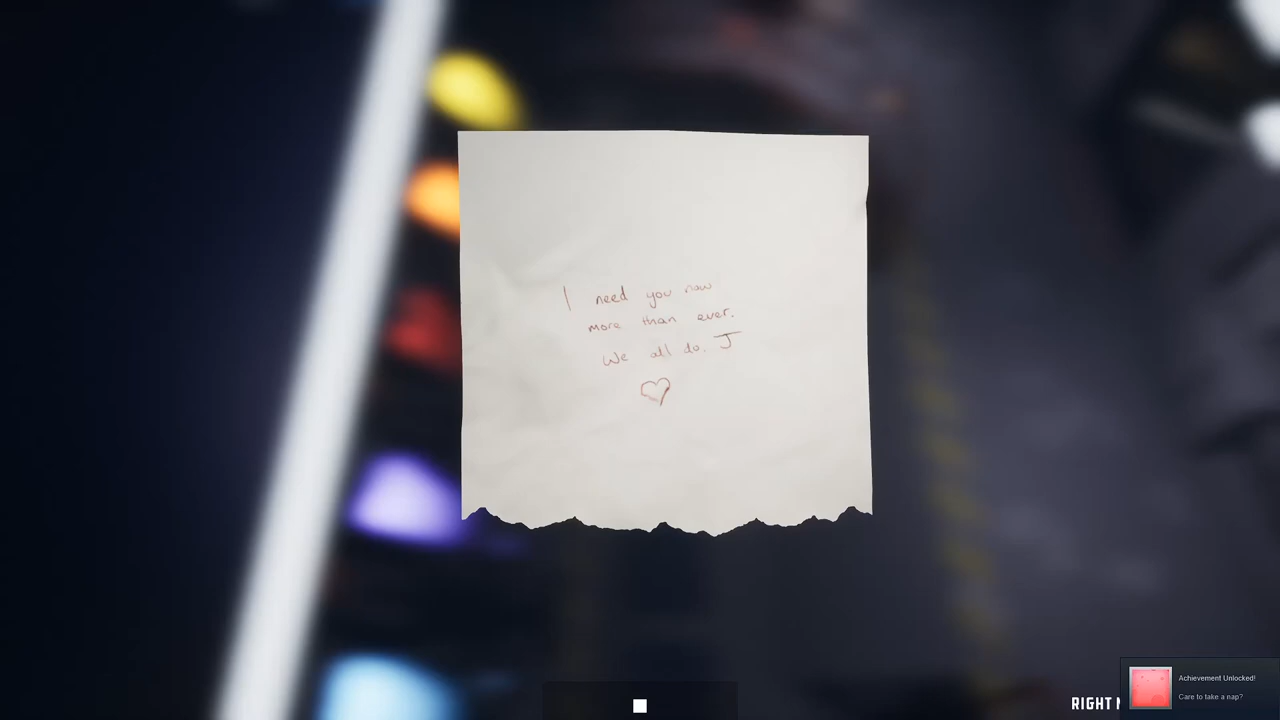 I need you now
more than ever.
We all do. J
RIGHT
Achievement Unlocked!
Care to take a nap?